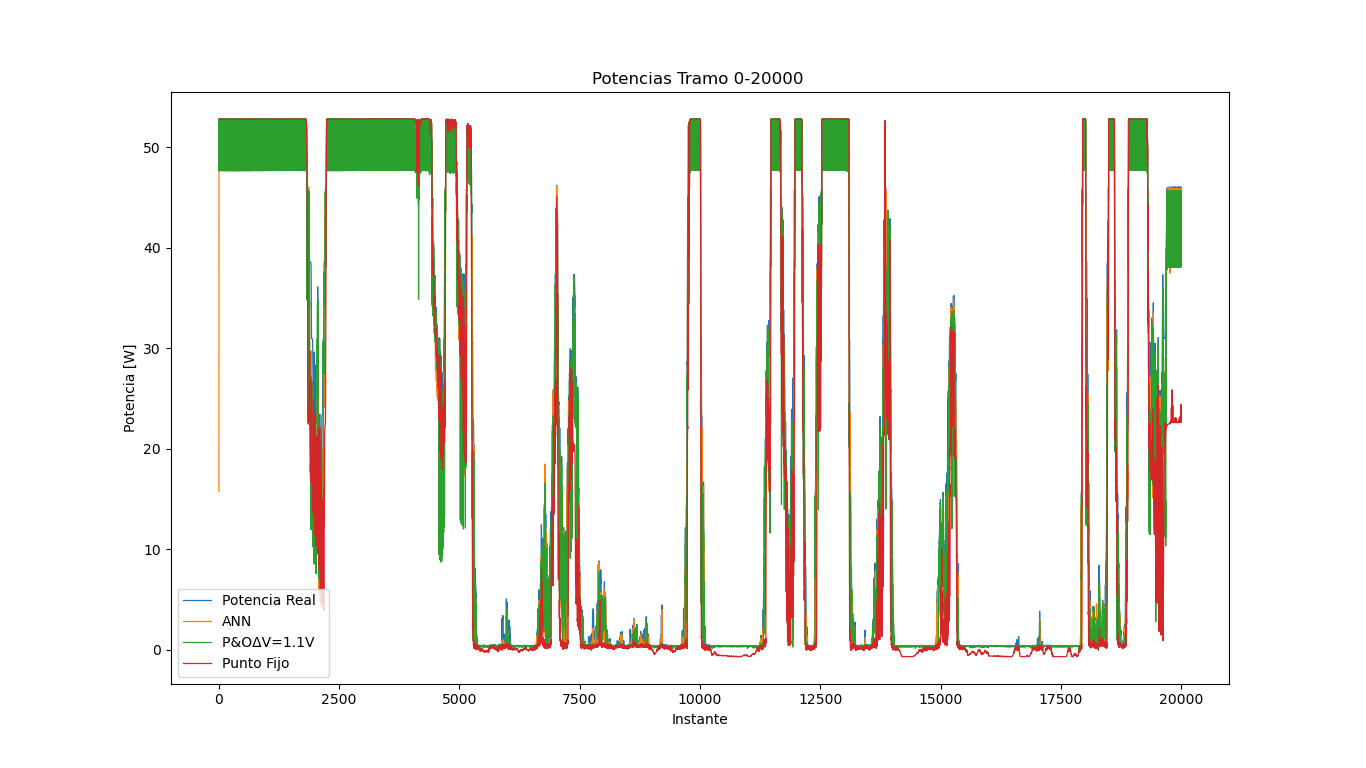 Potencias Tramo 0-20000
50
40
30
20
10
0
Potencia [W]
Potencia Real
ANN
P&OΔV=1.1V
Punto Fijo
0 2500 5000 7500 10000 12500 15000 17500 20000
Instante